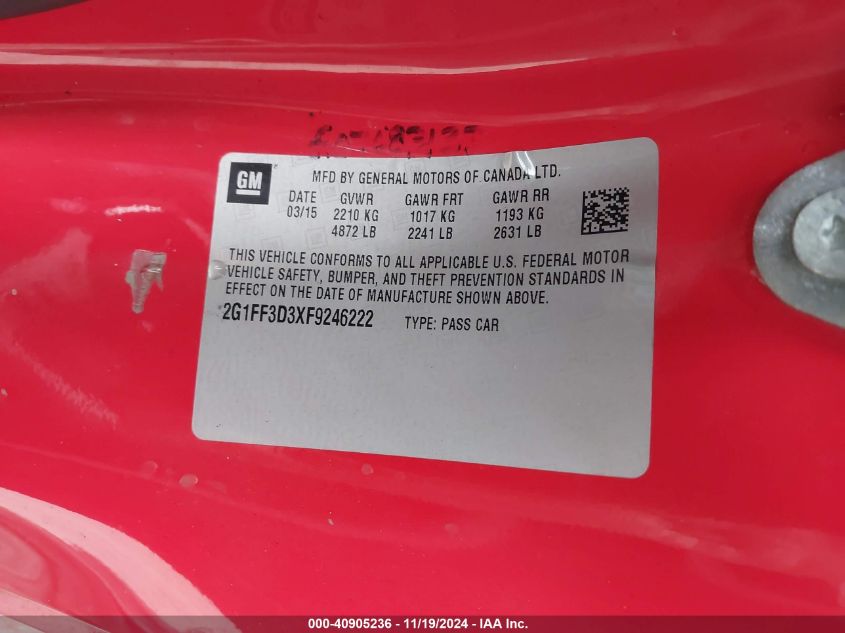 MFD BY GENERAL MOTORS OF CANADA LTD.
GM
DATE GVWR GAWR FRT GAWR RR
03/15 2210 KG 1017 KG 1193 KG
4872 LB 2241 LB 2631 LB
THIS VEHICLE CONFORMS TO ALL APPLICABLE U.S. FEDERAL MOTOR
VEHICLE SAFETY, BUMPER, AND THEFT PREVENTION STANDARDS IN
EFFECT ON THE DATE OF MANUFACTURE SHOWN ABOVE.
2G1FF3D3XF9246222 TYPE: PASS CAR
000-40905236 - 11/19/2024 - IAA Inc.